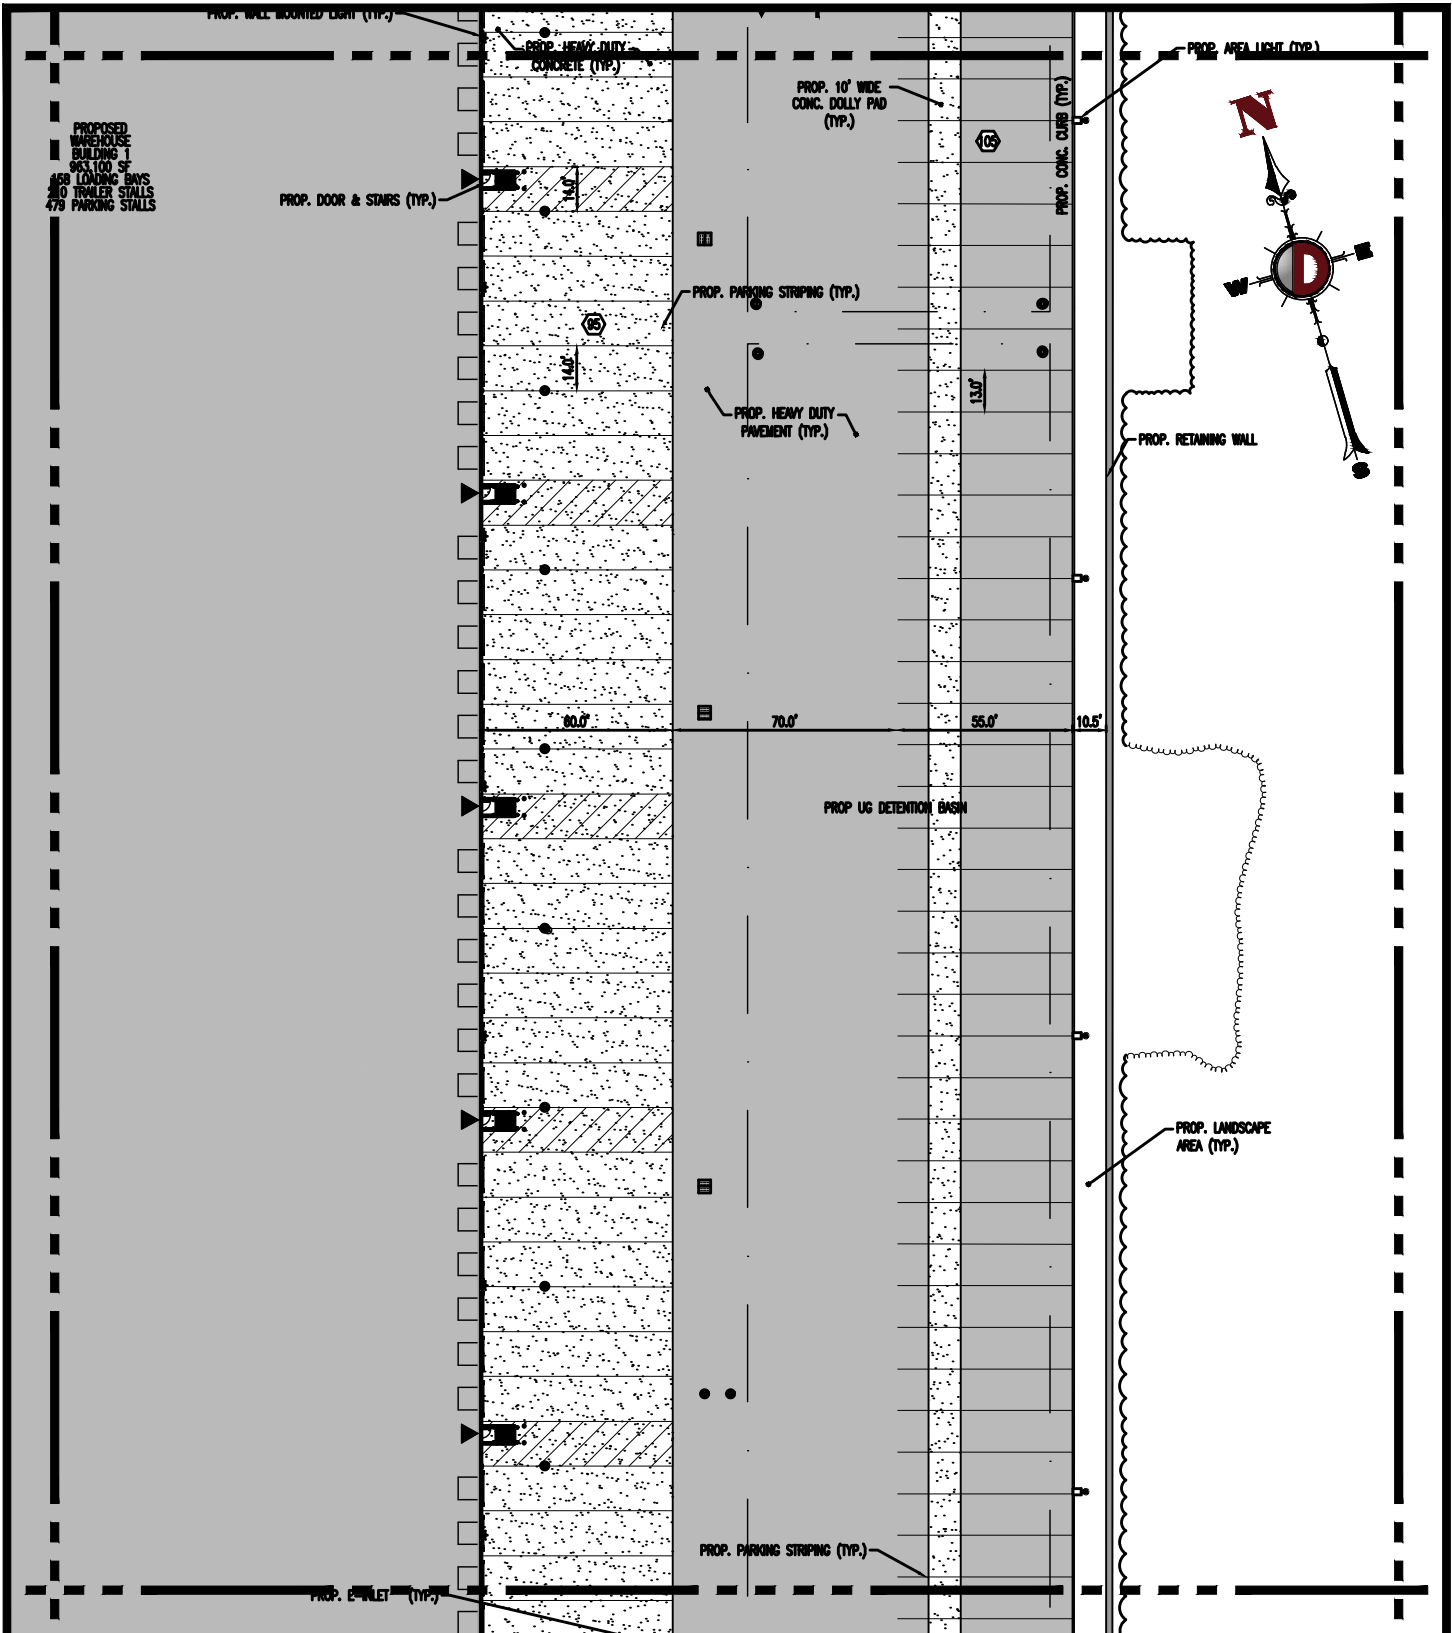 PROP. WALL MOUNTED LIGHT (TYP.)
PROP. HEAVY DUTY
CONCRETE (TYP.)
PROP. AREA LIGHT (TYP.)
PROP. 10' WIDE
CONC. DOLLY PAD
(TYP.)
PROP. CONC. CURB (TYP.)
105
N
PROPOSED
WAREHOUSE
BUILDING 1
963,100 SF
158 LOADING BAYS
210 TRAILER STALLS
479 PARKING STALLS
PROP. DOOR & STAIRS (TYP.)
14.0'
W
D
E
S
PROP. PARKING STRIPING (TYP.)
95
14.0'
13.0'
PROP. HEAVY DUTY
PAVEMENT (TYP.)
PROP. RETAINING WALL
60.0'
70.0'
55.0'
10.5'
PROP UG DETENTION BASIN
PROP. LANDSCAPE
AREA (TYP.)
PROP. PARKING STRIPING (TYP.)
PROP. E-INLET (TYP.)